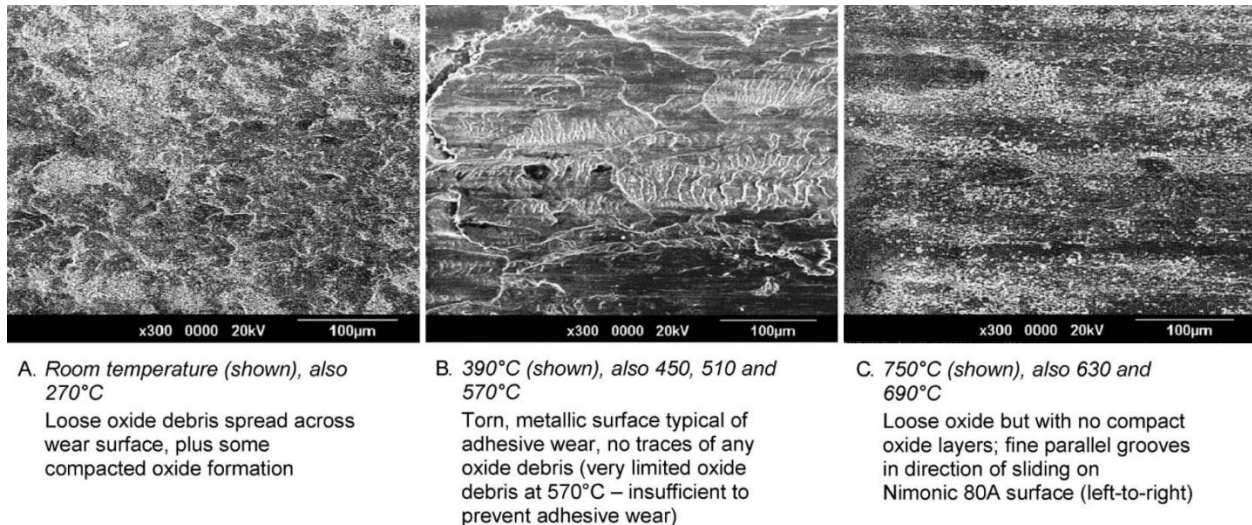 x300 0000 20kV 100µm
x300 0000 20kV 100µm
x300 0000 20kV 100µm
A. Room temperature (shown), also
270°C
Loose oxide debris spread across
wear surface, plus some
compacted oxide formation
B. 390°C (shown), also 450, 510 and
570°C
Torn, metallic surface typical of
adhesive wear, no traces of any
oxide debris (very limited oxide
debris at 570°C – insufficient to
prevent adhesive wear)
C. 750°C (shown), also 630 and
690°C
Loose oxide but with no compact
oxide layers; fine parallel grooves
in direction of sliding on
Nimonic 80A surface (left-to-right)